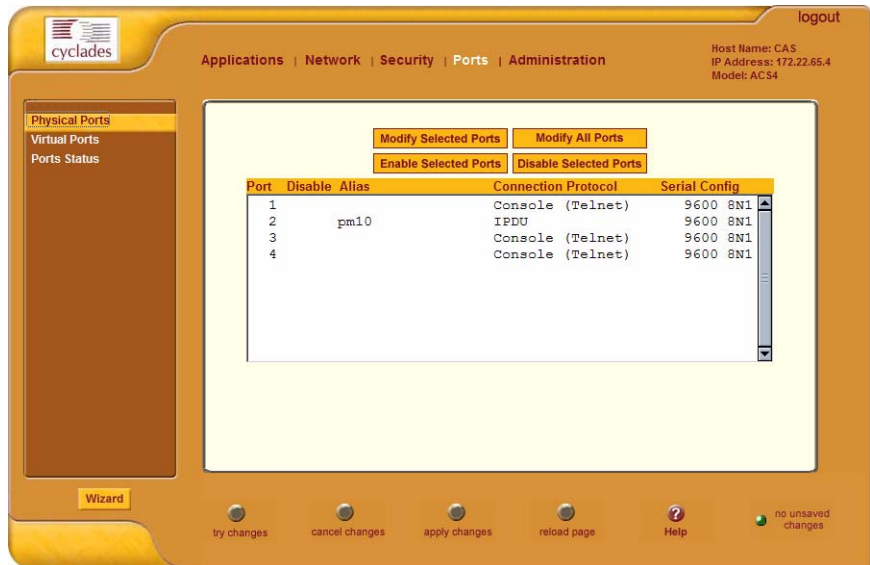 logout
cyclades
Applications | Network | Security | Ports | Administration
Host Name: CAS
IP Address: 172.22.65.4
Model: ACS4
Physical Ports
Virtual Ports
Ports Status
Modify Selected Ports Modify All Ports
Enable Selected Ports Disable Selected Ports
Port Disable Alias Connection Protocol Serial Config
1 Console (Telnet) 9600 8N1
2 pm10 IPDU 9600 8N1
3 Console (Telnet) 9600 8N1
4 Console (Telnet) 9600 8N1
Wizard
try changes
cancel changes
apply changes
reload page
? Help
no unsaved
changes